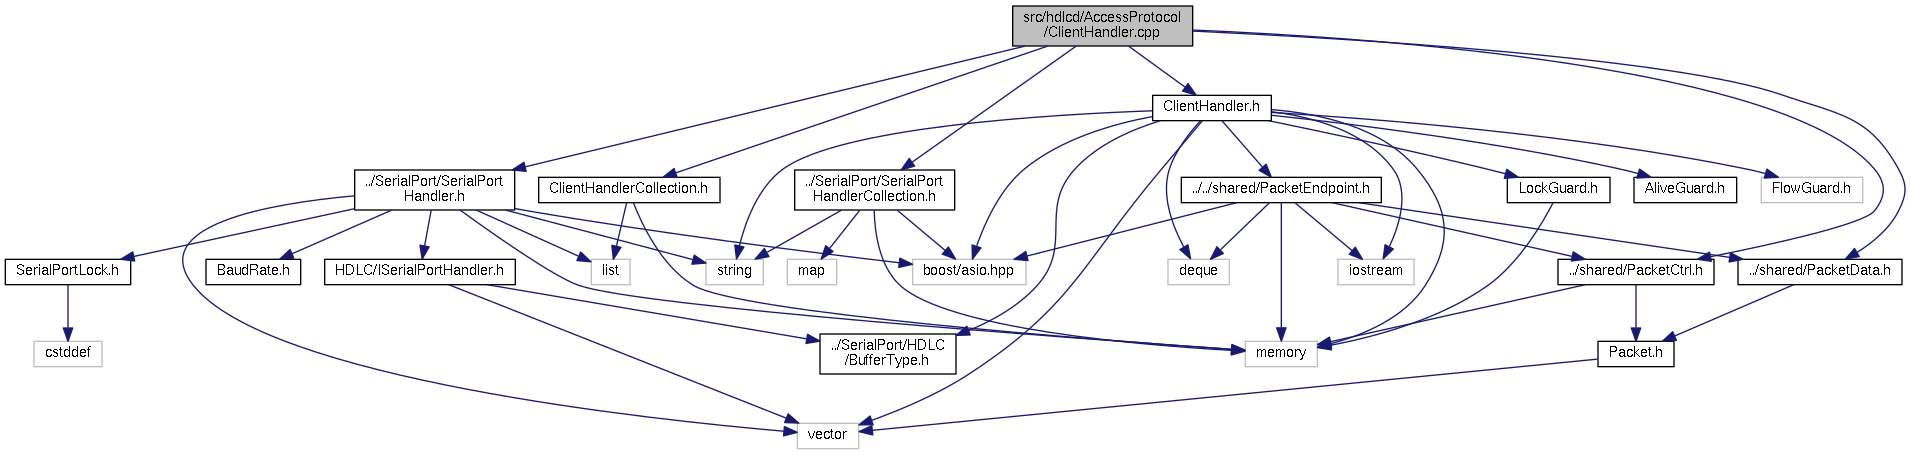 src/hdlcd/AccessProtocol
/ClientHandler.cpp
ClientHandler.h
../SerialPort/SerialPort
Handler.h
ClientHandlerCollection.h
../SerialPort/SerialPort
HandlerCollection.h
../../shared/PacketEndpoint.h
LockGuard.h
AliveGuard.h
FlowGuard.h
SerialPortLock.h
BaudRate.h
HDLC/ISerialPortHandler.h
list
string
map
boost/asio.hpp
deque
iostream
../shared/PacketCtrl.h
../shared/PacketData.h
cstddef
../SerialPort/HDLC
/BufferType.h
memory
Packet.h
vector